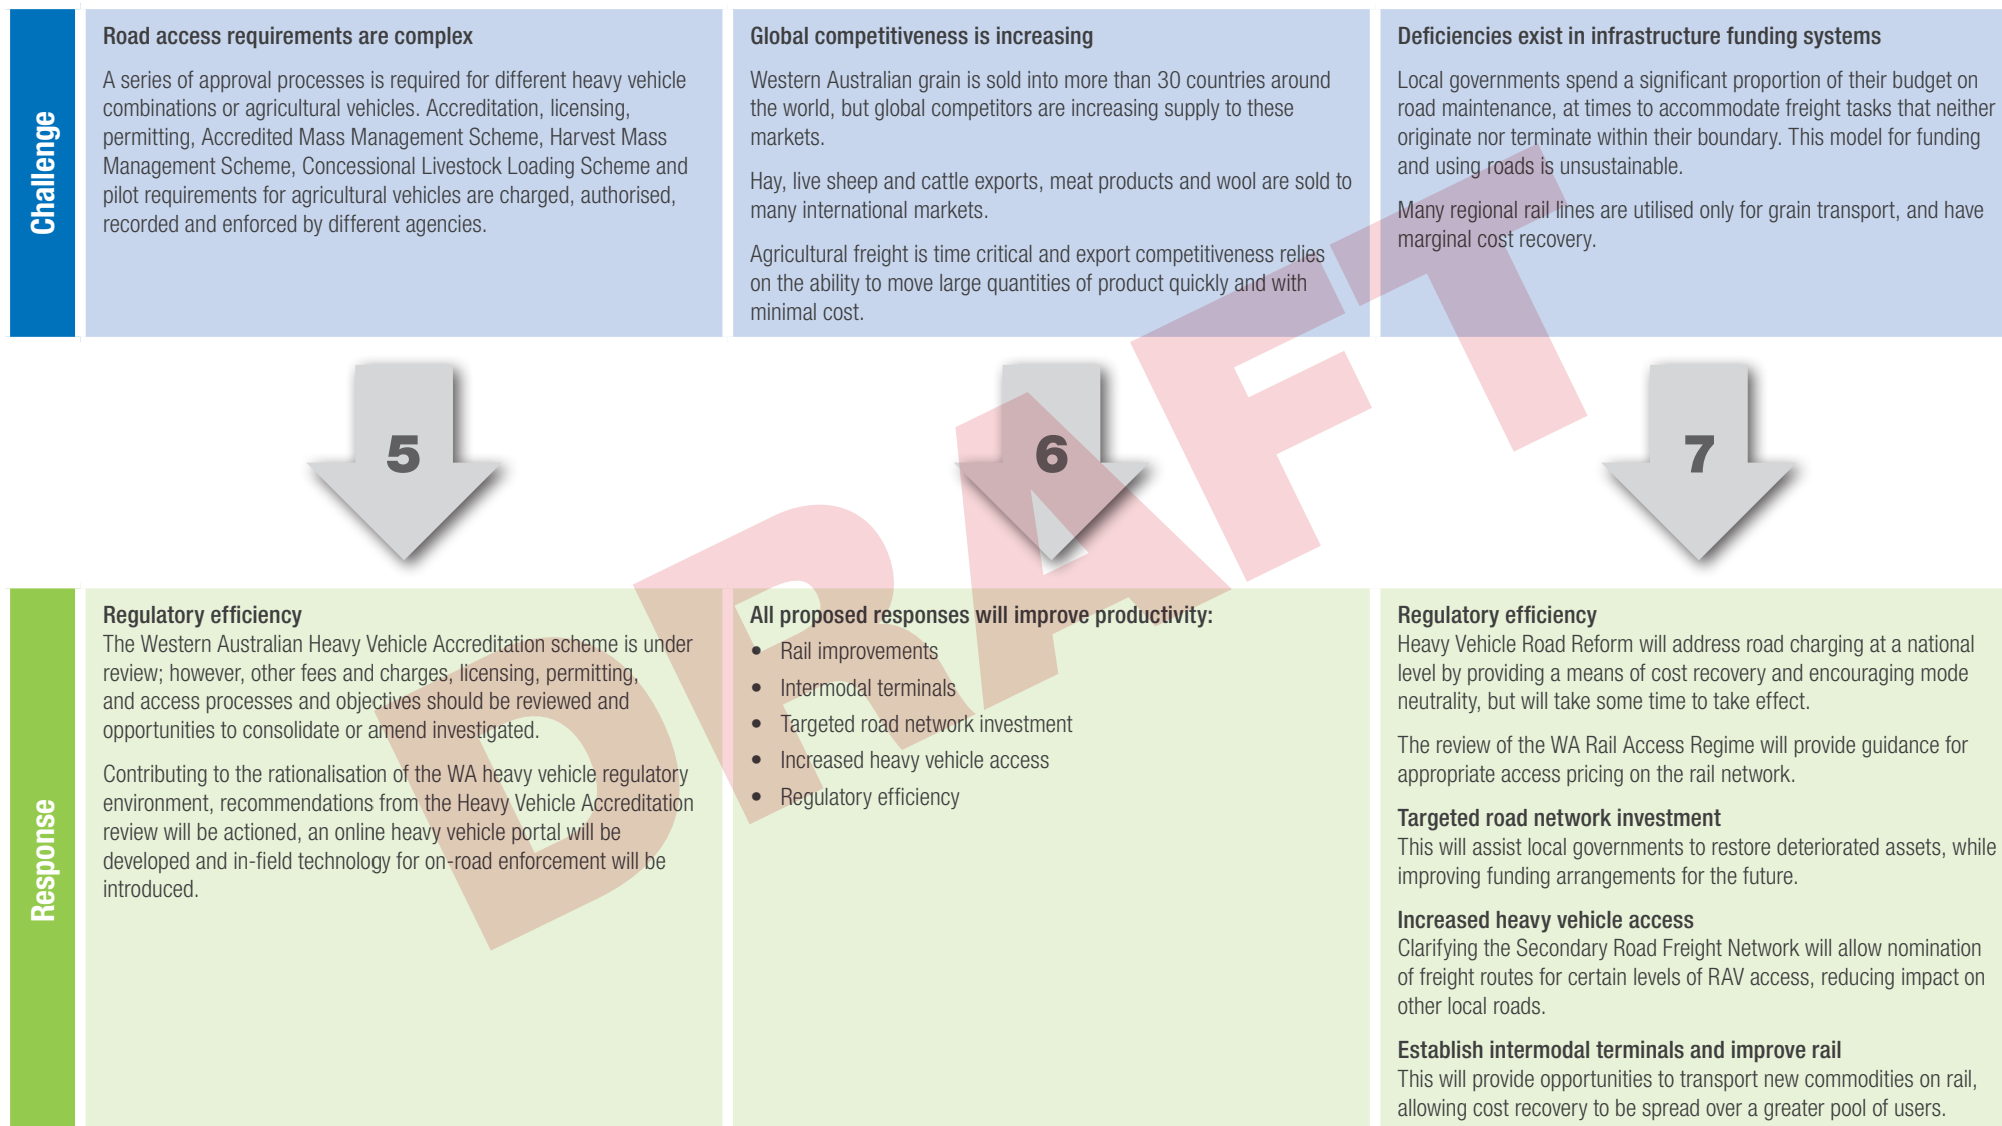 Challenge
Road access requirements are complex
A series of approval processes is required for different heavy vehicle
combinations or agricultural vehicles. Accreditation, licensing,
permitting, Accredited Mass Management Scheme, Harvest Mass
Management Scheme, Concessional Livestock Loading Scheme and
pilot requirements for agricultural vehicles are charged, authorised,
recorded and enforced by different agencies.
Global competitiveness is increasing
Western Australian grain is sold into more than 30 countries around
the world, but global competitors are increasing supply to these
markets.
Hay, live sheep and cattle exports, meat products and wool are sold to
many international markets.
Agricultural freight is time critical and export competitiveness relies
on the ability to move large quantities of product quickly and with
minimal cost.
Deficiencies exist in infrastructure funding systems
Local governments spend a significant proportion of their budget on
road maintenance, at times to accommodate freight tasks that neither
originate nor terminate within their boundary. This model for funding
and using roads is unsustainable.
Many regional rail lines are utilised only for grain transport, and have
marginal cost recovery.
5
6
7
DRAFT
Response
Regulatory efficiency
The Western Australian Heavy Vehicle Accreditation scheme is under
review; however, other fees and charges, licensing, permitting,
and access processes and objectives should be reviewed and
opportunities to consolidate or amend investigated.
Contributing to the rationalisation of the WA heavy vehicle regulatory
environment, recommendations from the Heavy Vehicle Accreditation
review will be actioned, an online heavy vehicle portal will be
developed and in-field technology for on-road enforcement will be
introduced.
All proposed responses will improve productivity:
• Rail improvements
• Intermodal terminals
• Targeted road network investment
• Increased heavy vehicle access
• Regulatory efficiency
Regulatory efficiency
Heavy Vehicle Road Reform will address road charging at a national
level by providing a means of cost recovery and encouraging mode
neutrality, but will take some time to take effect.
The review of the WA Rail Access Regime will provide guidance for
appropriate access pricing on the rail network.
Targeted road network investment
This will assist local governments to restore deteriorated assets, while
improving funding arrangements for the future.
Increased heavy vehicle access
Clarifying the Secondary Road Freight Network will allow nomination
of freight routes for certain levels of RAV access, reducing impact on
other local roads.
Establish intermodal terminals and improve rail
This will provide opportunities to transport new commodities on rail,
allowing cost recovery to be spread over a greater pool of users.